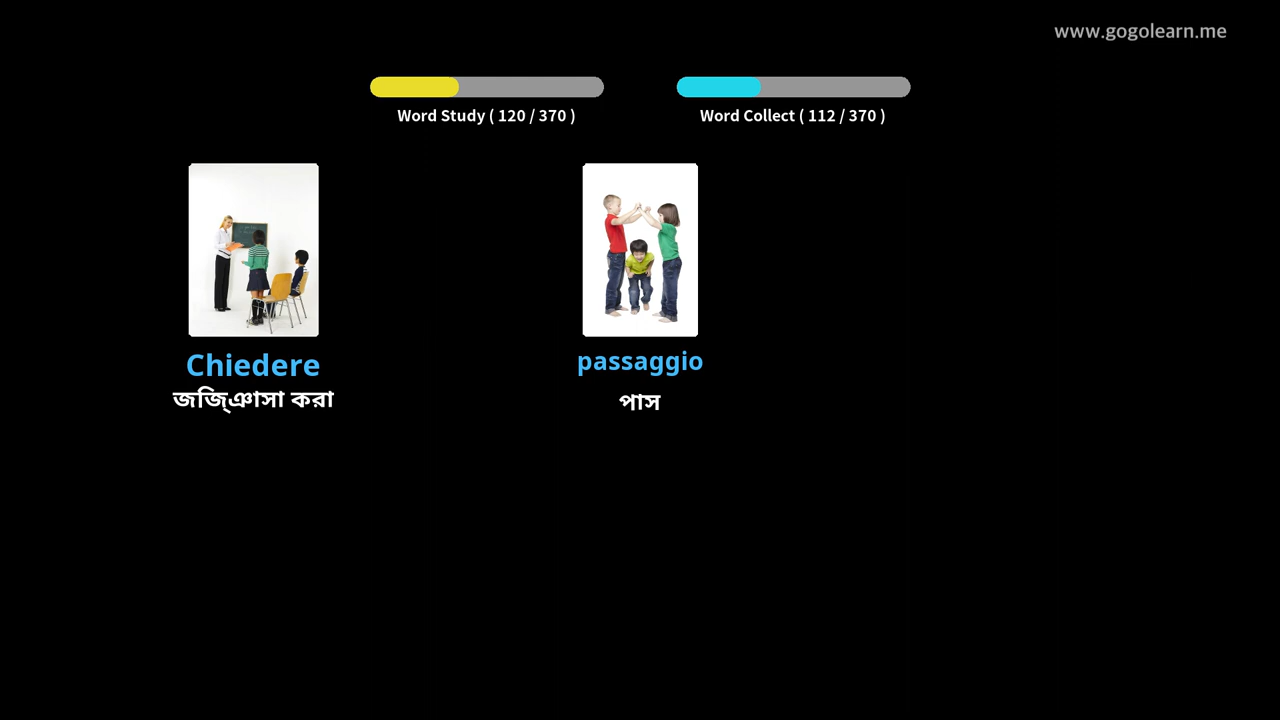 www.gogolearn.me
Word Study ( 120 / 370 )
Word Collect ( 112 / 370 )
Chiedere
জজ্ঞিাসা করা
passaggio
পাস